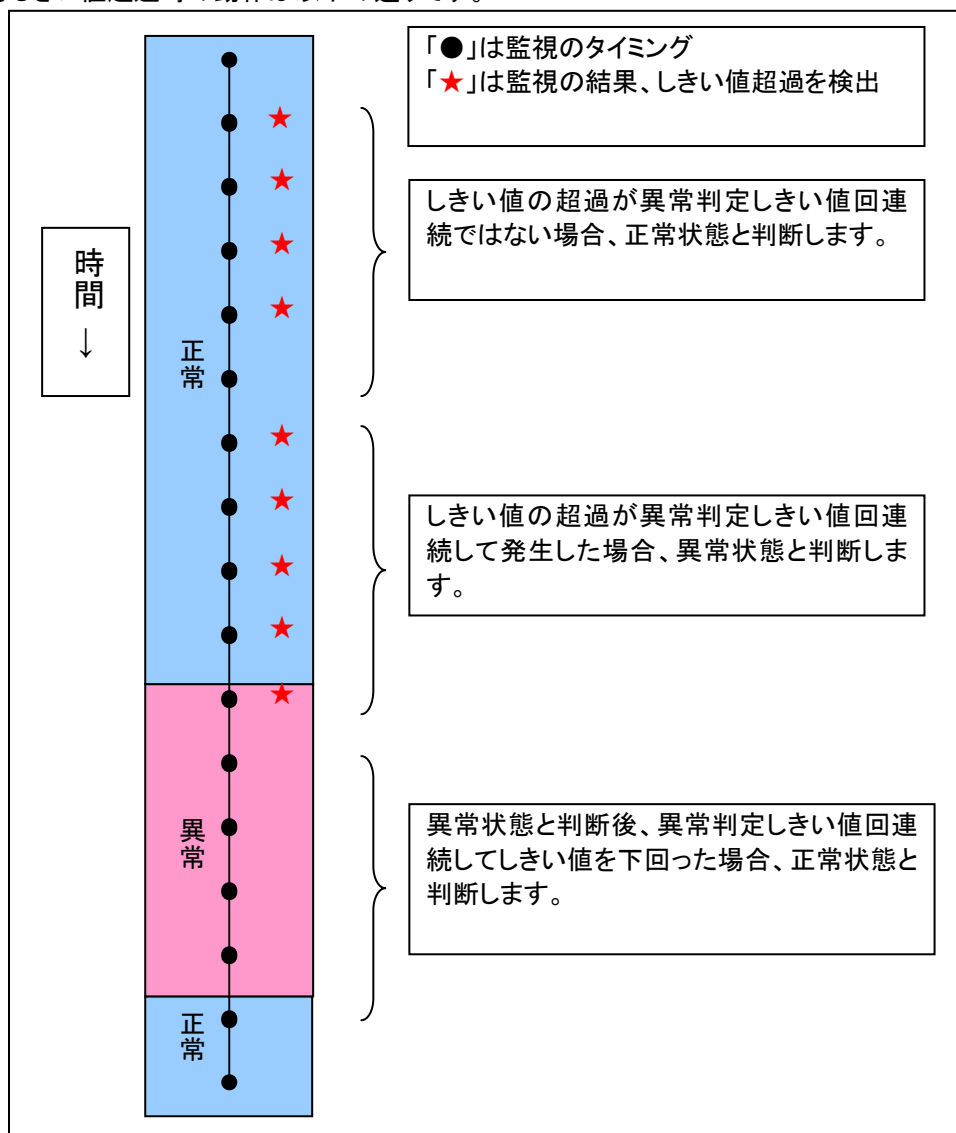 「●」は監視のタイミング
「★」は監視の結果、しきい値超過を検出
しきい値の超過が異常判定しきい値回連
続ではない場合、正常状態と判断します。
時間
↓
正常
しきい値の超過が異常判定しきい値回連
続して発生した場合、異常状態と判断しま
す。
異常
異常状態と判断後、異常判定しきい値回連
続してしきい値を下回った場合、正常状態と
判断します。
正常